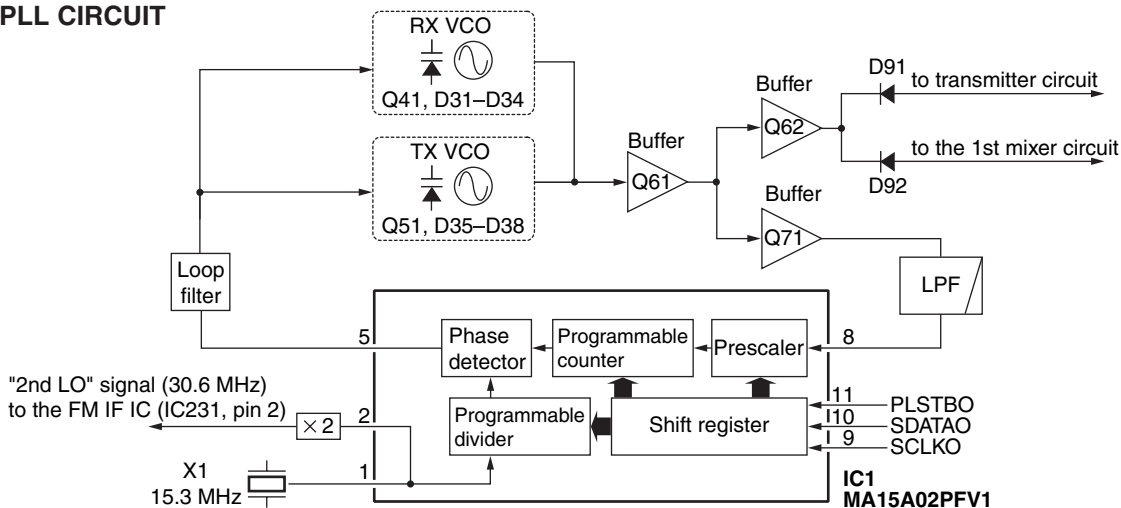 PLL CIRCUIT
RX VCO
Q41, D31–D34
TX VCO
Q51, D35–D38
Buffer
Q61
Buffer
Q62
D91
to transmitter circuit
to the 1st mixer circuit
D92
Buffer
Q71
LPF
Loop
filter
5
Phase
detector
Programmable
counter
Prescaler
8
"2nd LO" signal (30.6 MHz)
to the FM IF IC (IC231, pin 2)
× 2
2
Programmable
divider
Shift register
11
PLSTBO
10
SDATAO
9
SCLKO
X1
15.3 MHz
1
IC1
MA15A02PFV1